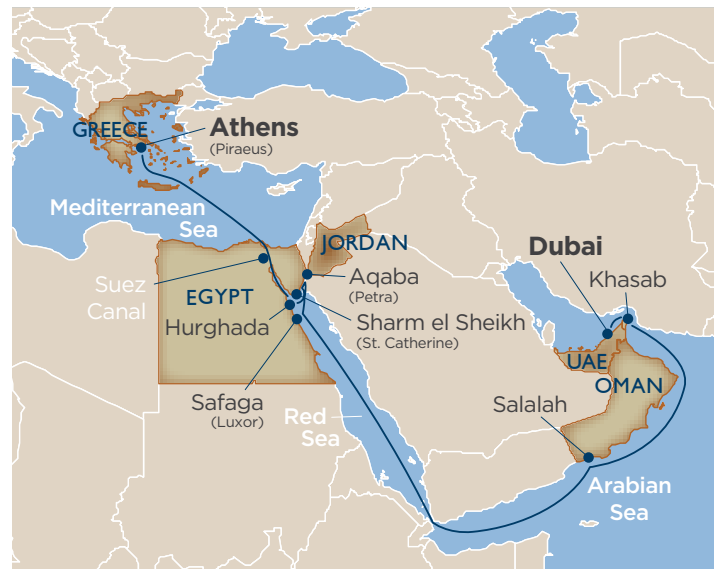 GREECE
Athens
(Piraeus)
Mediterranean
Sea
JORDAN
Dubai
Suez
Canal
EGYPT
Aqaba
(Petra)
Khasab
Hurghada
Sharm el Sheikh
(St. Catherine)
UAE
OMAN
Safaga
(Luxor)
Red
Sea
Salalah
Arabian
Sea